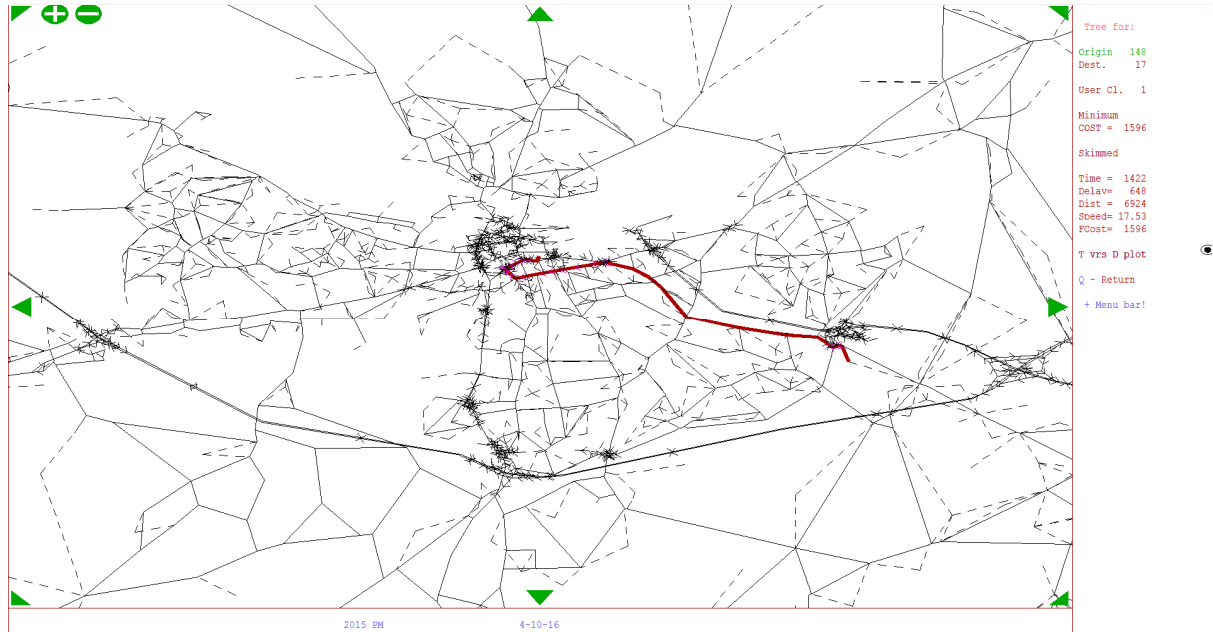 Tree for:
Origin 148
Dest. 17
User Cl. 1
Minimum
COST = 1596
Skimmed
Time = 1422
Delay= 648
Dist = 6924
Speed= 17.53
FCost= 1596
T vrs D plot
Q - Return
+ Menu bar!
2015 PM 4-10-16